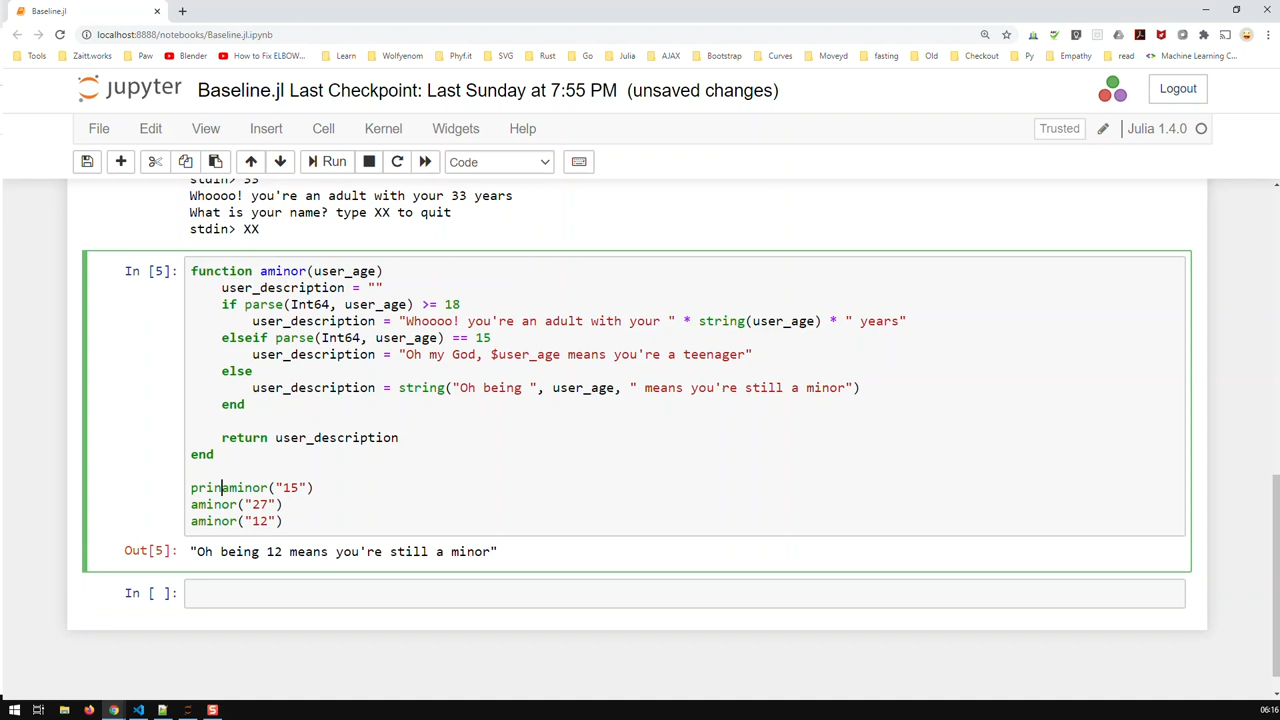 Baseline.jl
localhost:8888/notebooks/Baseline.jl.ipynb
Tools Zaitt.works Paw Blender How to Fix ELBOW... Learn Wolfyenom Phyf.it SVG Rust Go Julia AJAX Bootstrap Curves Moveyd fasting Old Checkout Py Empathy read Machine Learning C...
jupyter Baseline.jl Last Checkpoint: Last Sunday at 7:55 PM (unsaved changes) Logout
File Edit View Insert Cell Kernel Widgets Help Trusted Julia 1.4.0
Run Code
stdin> 33
Whoooo! you're an adult with your 33 years
What is your name? type XX to quit
stdin> XX
In [5]: function aminor(user_age)
user_description = ""
if parse(Int64, user_age) >= 18
user_description = "Whoooo! you're an adult with your " * string(user_age) * " years"
elseif parse(Int64, user_age) == 15
user_description = "Oh my God, $user_age means you're a teenager"
else
user_description = string("Oh being ", user_age, " means you're still a minor")
end
return user_description
end
prinaminor("15")
aminor("27")
aminor("12")
Out[5]: "Oh being 12 means you're still a minor"
In [ ]:
06:16